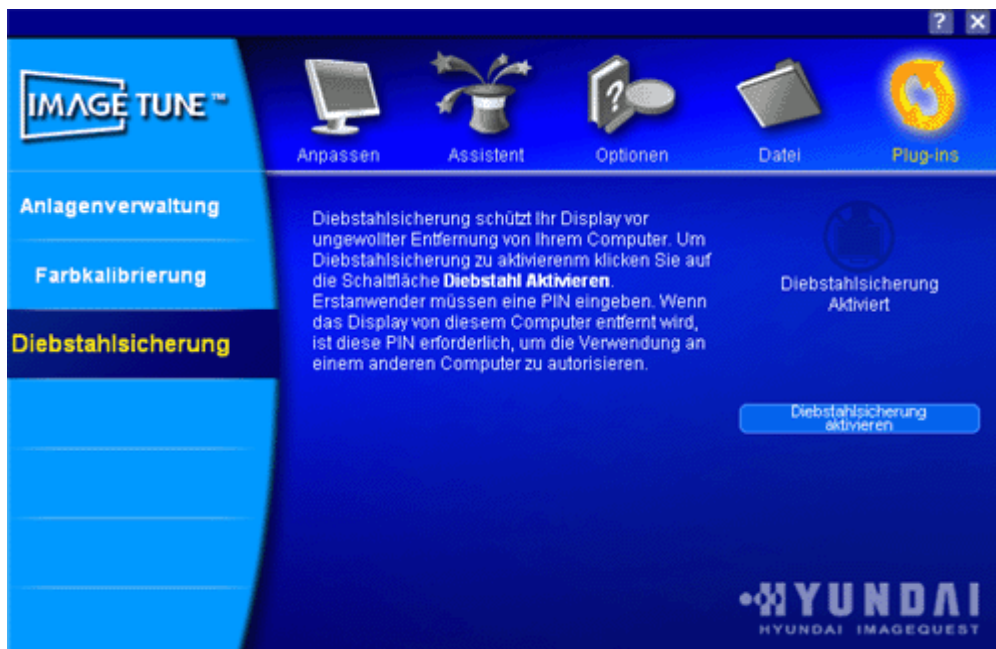 ? X
IMAGE TUNE ™
Anpassen
Assistent
Optionen
Datei
Plug-ins
Anlagenverwaltung
Farbkalibrierung
Diebstahlsicherung
Diebstahlsicherung schützt Ihr Display vor
ungewollter Entfernung von Ihrem Computer. Um
Diebstahlsicherung zu aktivierenm klicken Sie auf
die Schaltfläche Diebstahl Aktivieren.
Erstanwender müssen eine PIN eingeben. Wenn
das Display von diesem Computer entfernt wird,
ist diese PIN erforderlich, um die Verwendung an
einem anderen Computer zu autorisieren.
Diebstahlsicherung
Aktiviert
Diebstahlsicherung
aktivieren
HYUNDAI
HYUNDAI IMAGEQUEST